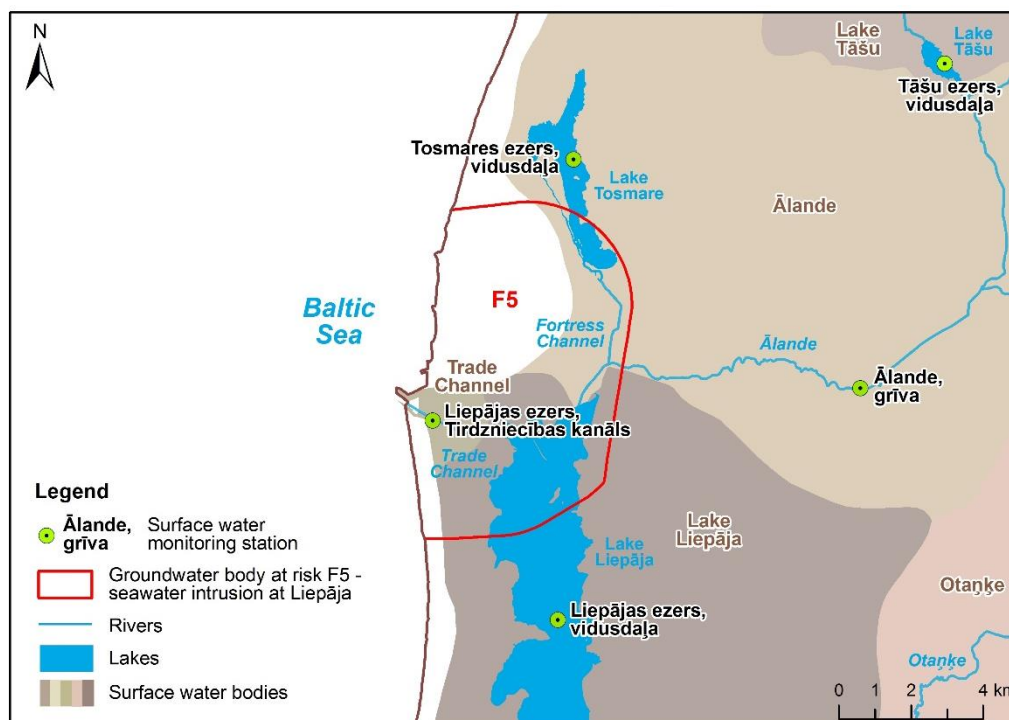 N
Lake
Tāšu
Lake
Tāšu
Tāšu ezers,
vidusdaļa
Tosmares ezers,
vidusdaļa
Lake
Tosmare
Ālande
F5
Baltic
Sea
Fortress
Channel
Ālande
Trade
Channel
Ālande,
grīva
Liepājas ezers,
Tirdzniecības kanāls
Trade
Channel
Lake
Liepāja
Lake
Liepāja
Otaņķe
Liepājas ezers,
vidusdaļa
Otaņķe
Legend
Ālande,
grīva
Surface water
monitoring station
Groundwater body at risk F5 -
seawater intrusion at Liepāja
Rivers
Lakes
Surface water bodies
0 1 2 4 km